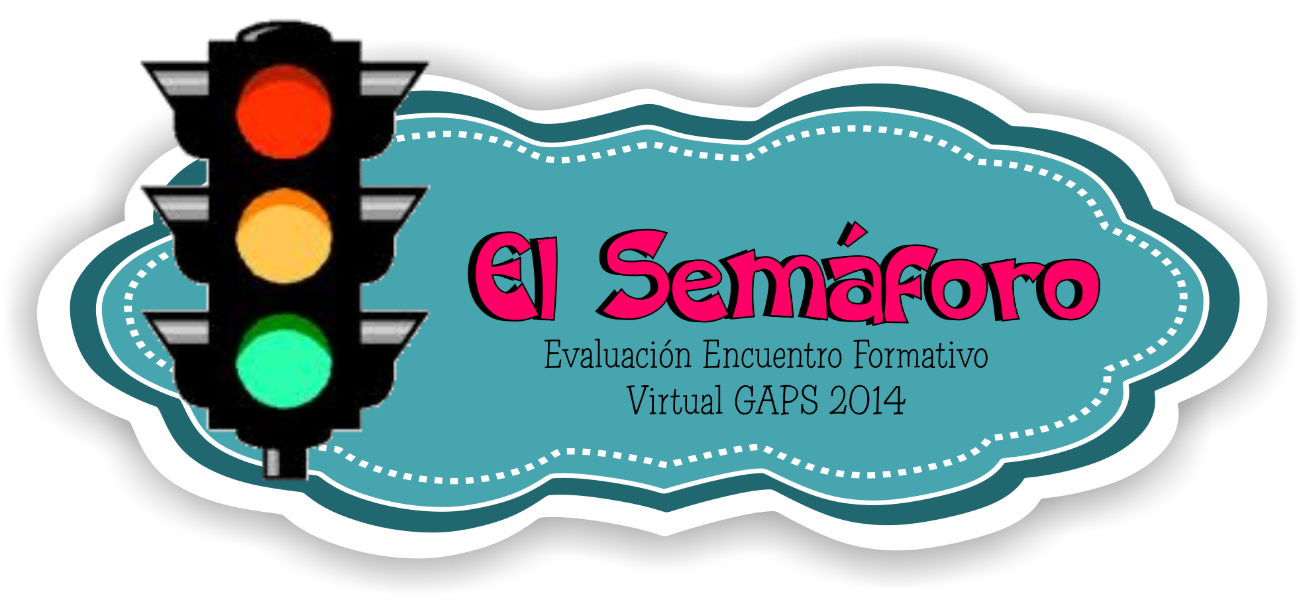 El Semáforo
Evaluación Encuentro Formativo
Virtual GAPS 2014